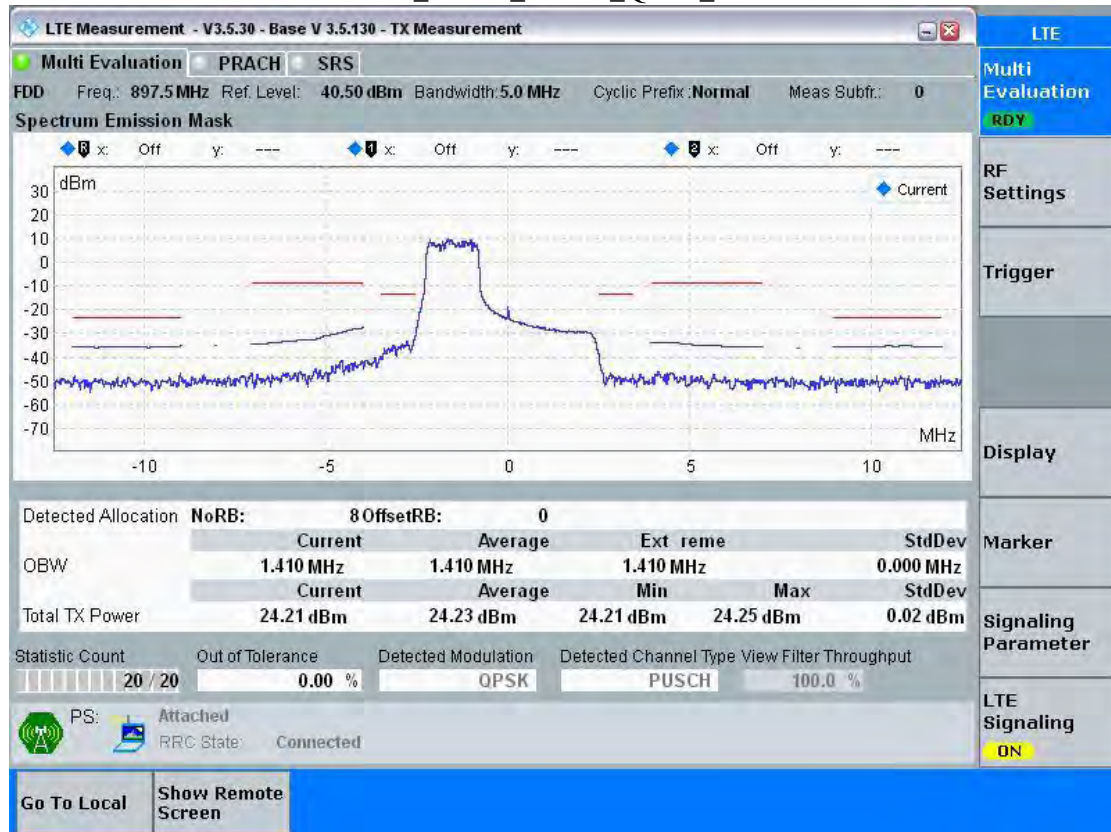 LTE Measurement - V3.5.30 - Base V 3.5.130 - TX Measurement
LTE
Multi Evaluation PRACH SRS
Multi Evaluation
RDY
FDD Freq.: 897.5 MHz Ref. Level: 40.50 dBm Bandwidth: 5.0 MHz Cyclic Prefix : Normal Meas Subfr.: 0
Spectrum Emission Mask
R x: Off y: --- 1 x: Off y: --- 2 x: Off y: ---
dBm
Current
30
20
10
0
-10
-20
-30
-40
-50
-60
-70
MHz
-10 -5 0 5 10
RF Settings
Trigger
Display
Marker
Signaling Parameter
LTE Signaling
ON
Detected Allocation NoRB: 8 OffsetRB: 0
Current Average Ext reme StdDev
OBW 1.410 MHz 1.410 MHz 1.410 MHz 0.000 MHz
Current Average Min Max StdDev
Total TX Power 24.21 dBm 24.23 dBm 24.21 dBm 24.25 dBm 0.02 dBm
Statistic Count Out of Tolerance Detected Modulation Detected Channel Type View Filter Throughput
20 / 20 0.00 % QPSK PUSCH 100.0 %
PS: Attached
RRC State: Connected
Go To Local
Show Remote Screen